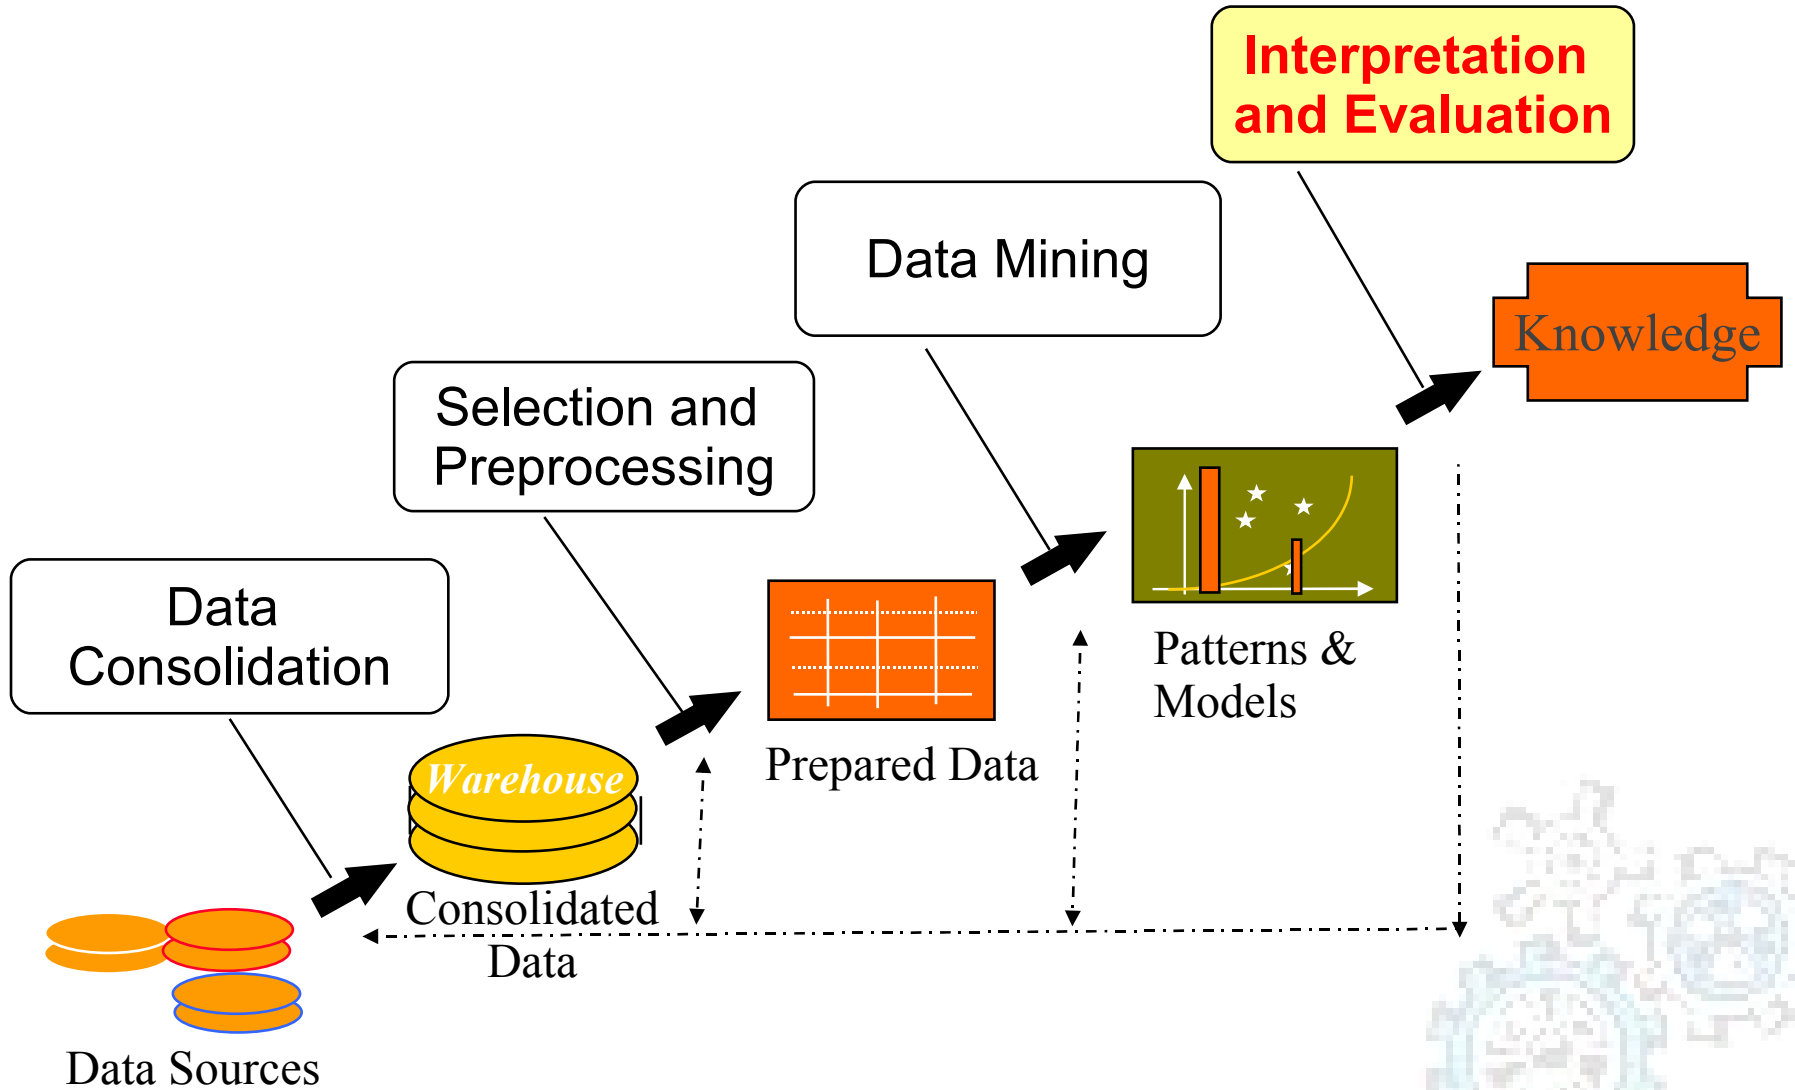 Interpretation
and Evaluation
Data Mining
Knowledge
Selection and
Preprocessing
Data
Consolidation
Patterns &
Models
Prepared Data
Warehouse
Consolidated
Data
Data Sources